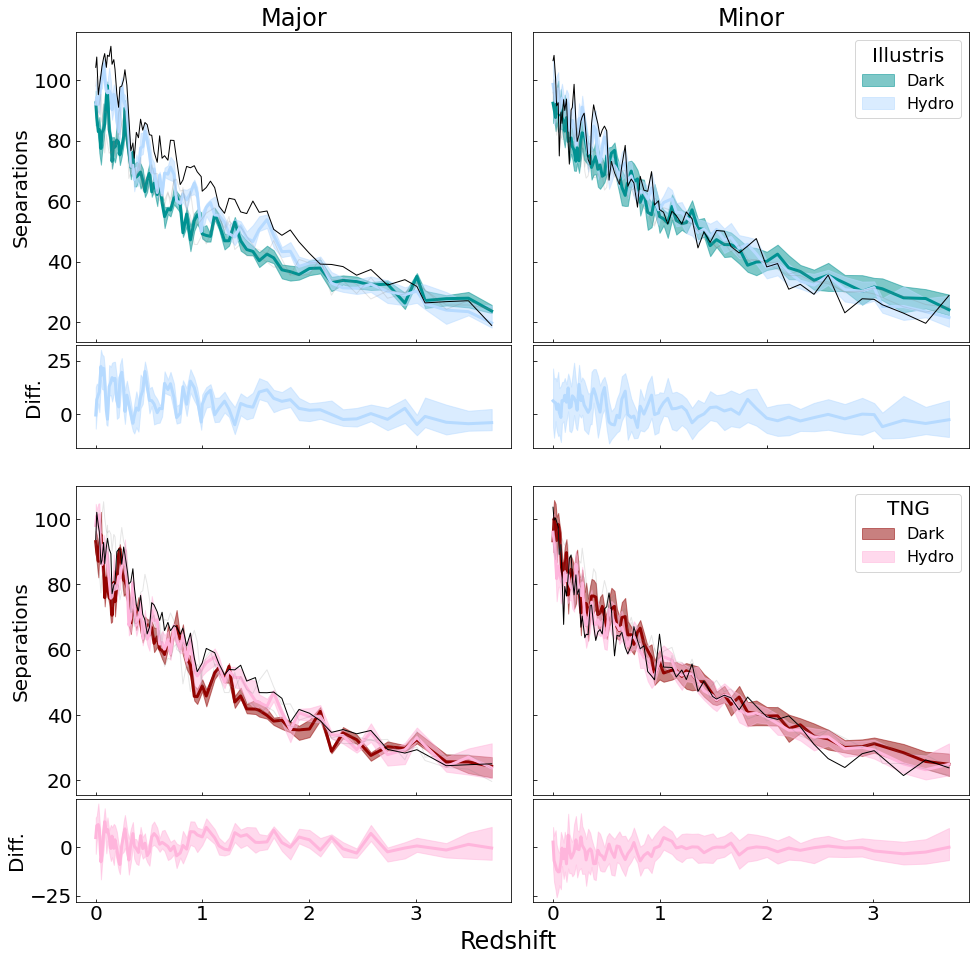 Major Minor
Illustris
Dark
Hydro
Separations
100
80
60
40
20
Diff.
25
0
TNG
Dark
Hydro
Separations
100
80
60
40
20
Diff.
0
−25
0 1 2 3 0 1 2 3
Redshift